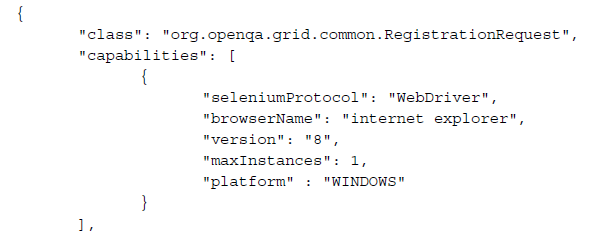 {
"class": "org.openqa.grid.common.RegistrationRequest",
"capabilities": [
{
"seleniumProtocol": "WebDriver",
"browserName": "internet explorer",
"version": "8",
"maxInstances": 1,
"platform" : "WINDOWS"
}
],